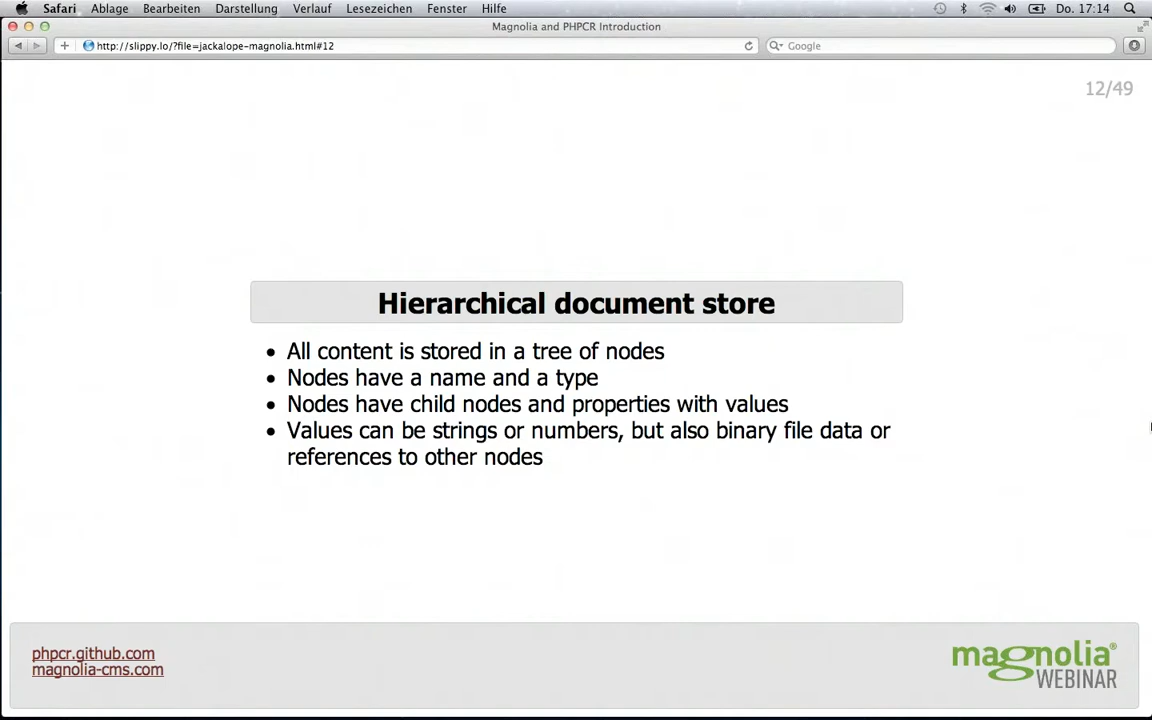 Safari Ablage Bearbeiten Darstellung Verlauf Lesezeichen Fenster Hilfe Do. 17:14
Magnolia and PHPCR Introduction
http://slippy.lo/?file=jackalope-magnolia.html#12 Google
12/49
Hierarchical document store
• All content is stored in a tree of nodes
• Nodes have a name and a type
• Nodes have child nodes and properties with values
• Values can be strings or numbers, but also binary file data or
references to other nodes
phpcr.github.com
magnolia-cms.com
magnolia®
WEBINAR